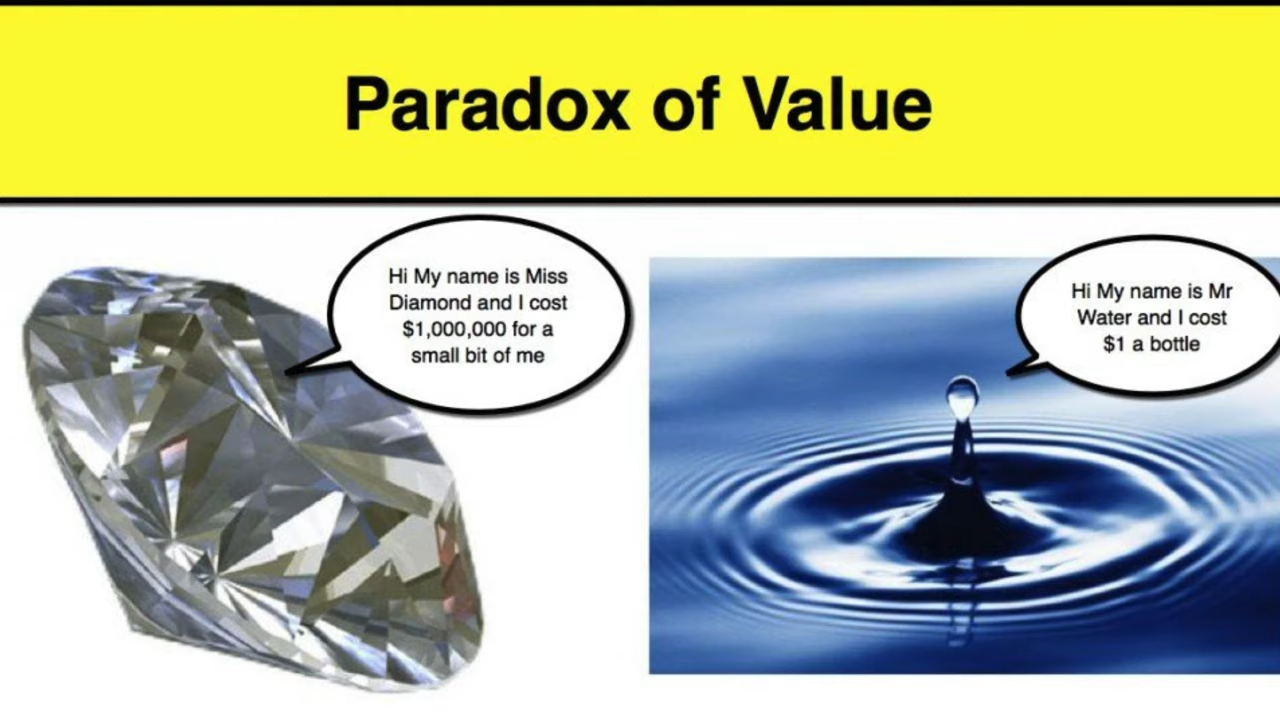 Paradox of Value
Hi My name is Miss
Diamond and I cost
$1,000,000 for a
small bit of me
Hi My name is Mr
Water and I cost
$1 a bottle